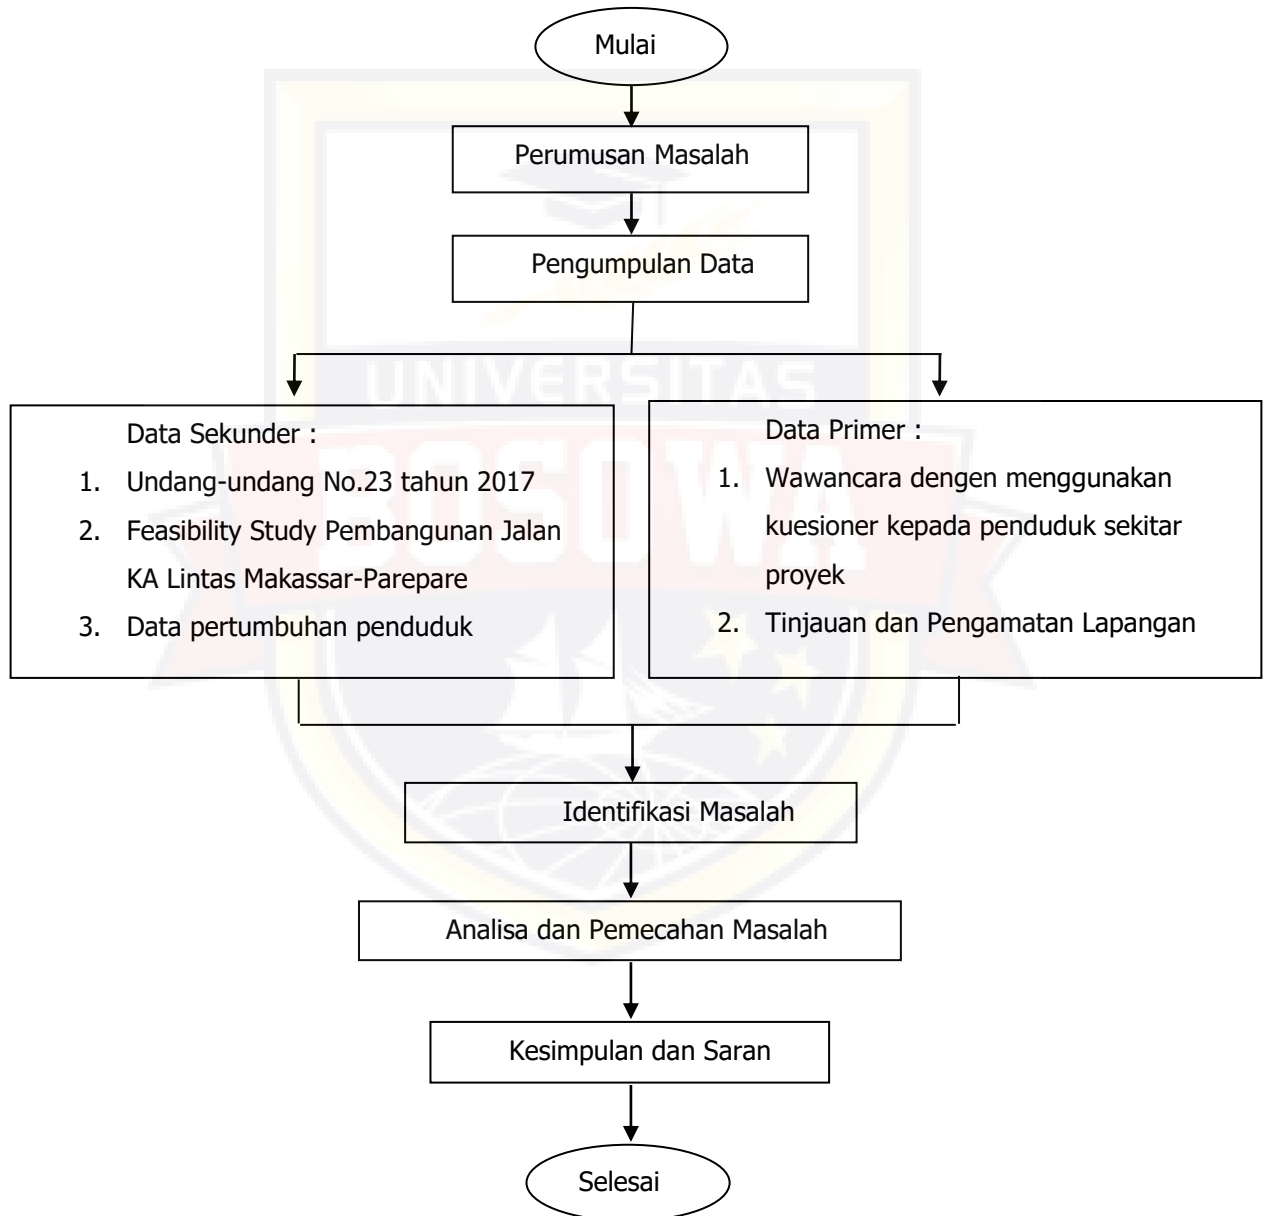 Mulai
Perumusan Masalah
Pengumpulan Data
UNIVERSITAS
BOSOWA
Data Sekunder :
1. Undang-undang No.23 tahun 2017
2. Feasibility Study Pembangunan Jalan
KA Lintas Makassar-Parepare
3. Data pertumbuhan penduduk
Data Primer :
1. Wawancara dengen menggunakan
kuesioner kepada penduduk sekitar
proyek
2. Tinjauan dan Pengamatan Lapangan
Identifikasi Masalah
Analisa dan Pemecahan Masalah
Kesimpulan dan Saran
Selesai